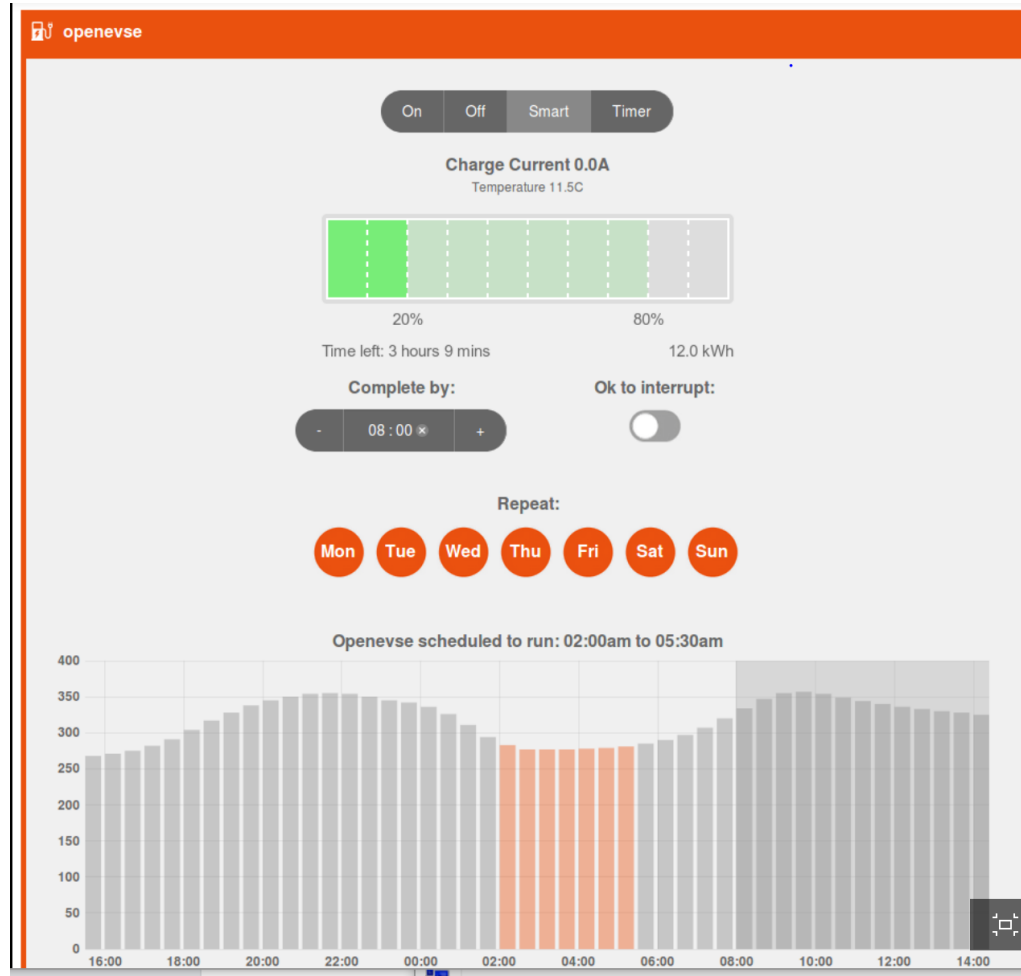 openevse
On Off Smart Timer
Charge Current 0.0A
Temperature 11.5C
20% 80%
Time left: 3 hours 9 mins 12.0 kWh
Complete by: Ok to interrupt:
- 08 : 00 +
Repeat:
Mon Tue Wed Thu Fri Sat Sun
Openevse scheduled to run: 02:00am to 05:30am
400
350
300
250
200
150
100
50
0
16:00 18:00 20:00 22:00 00:00 02:00 04:00 06:00 08:00 10:00 12:00 14:00